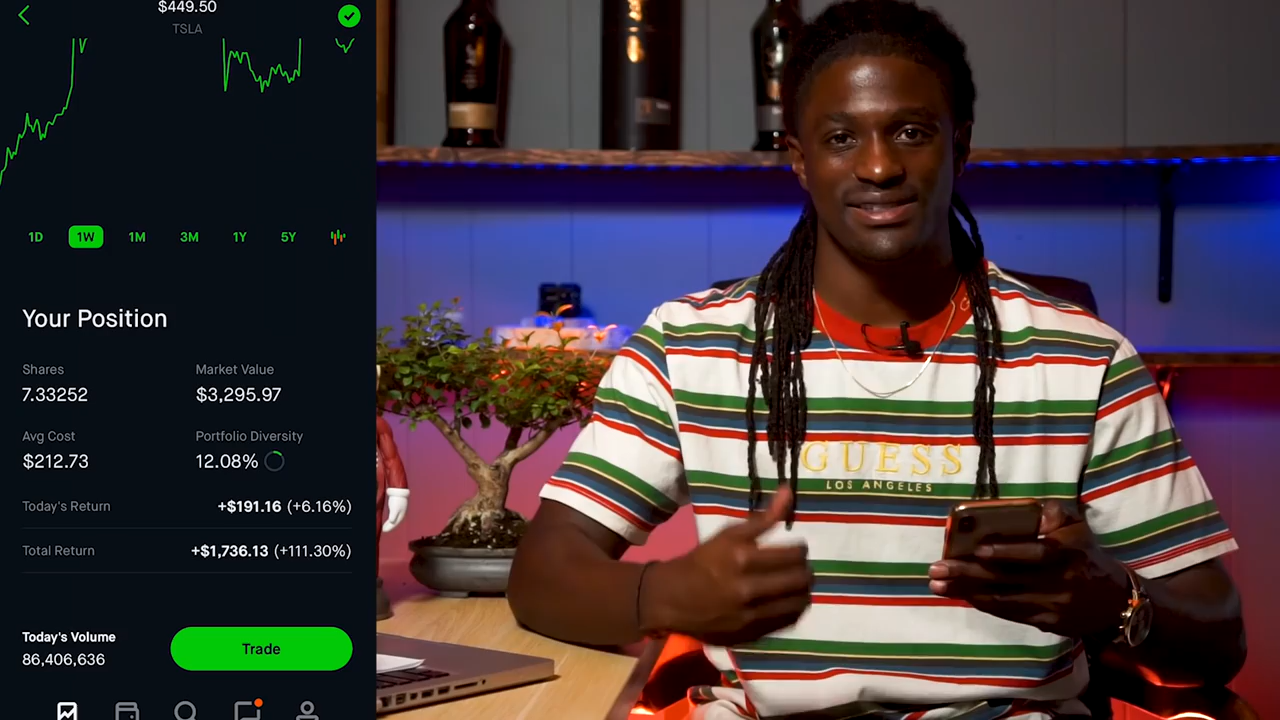 $449.50
TSLA
1D 1W 1M 3M 1Y 5Y
Your Position
Shares Market Value
7.33252 $3,295.97
Avg Cost Portfolio Diversity
$212.73 12.08%
Today's Return +$191.16 (+6.16%)
Total Return +$1,736.13 (+111.30%)
Today's Volume
86,406,636
Trade
GUESS
LOS ANGELES